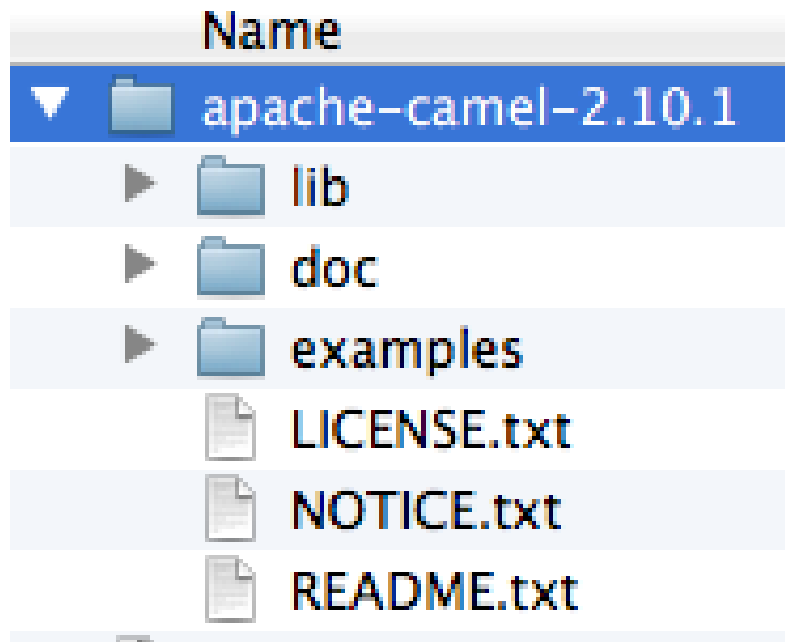 Name
apache-camel-2.10.1
lib
doc
examples
LICENSE.txt
NOTICE.txt
README.txt